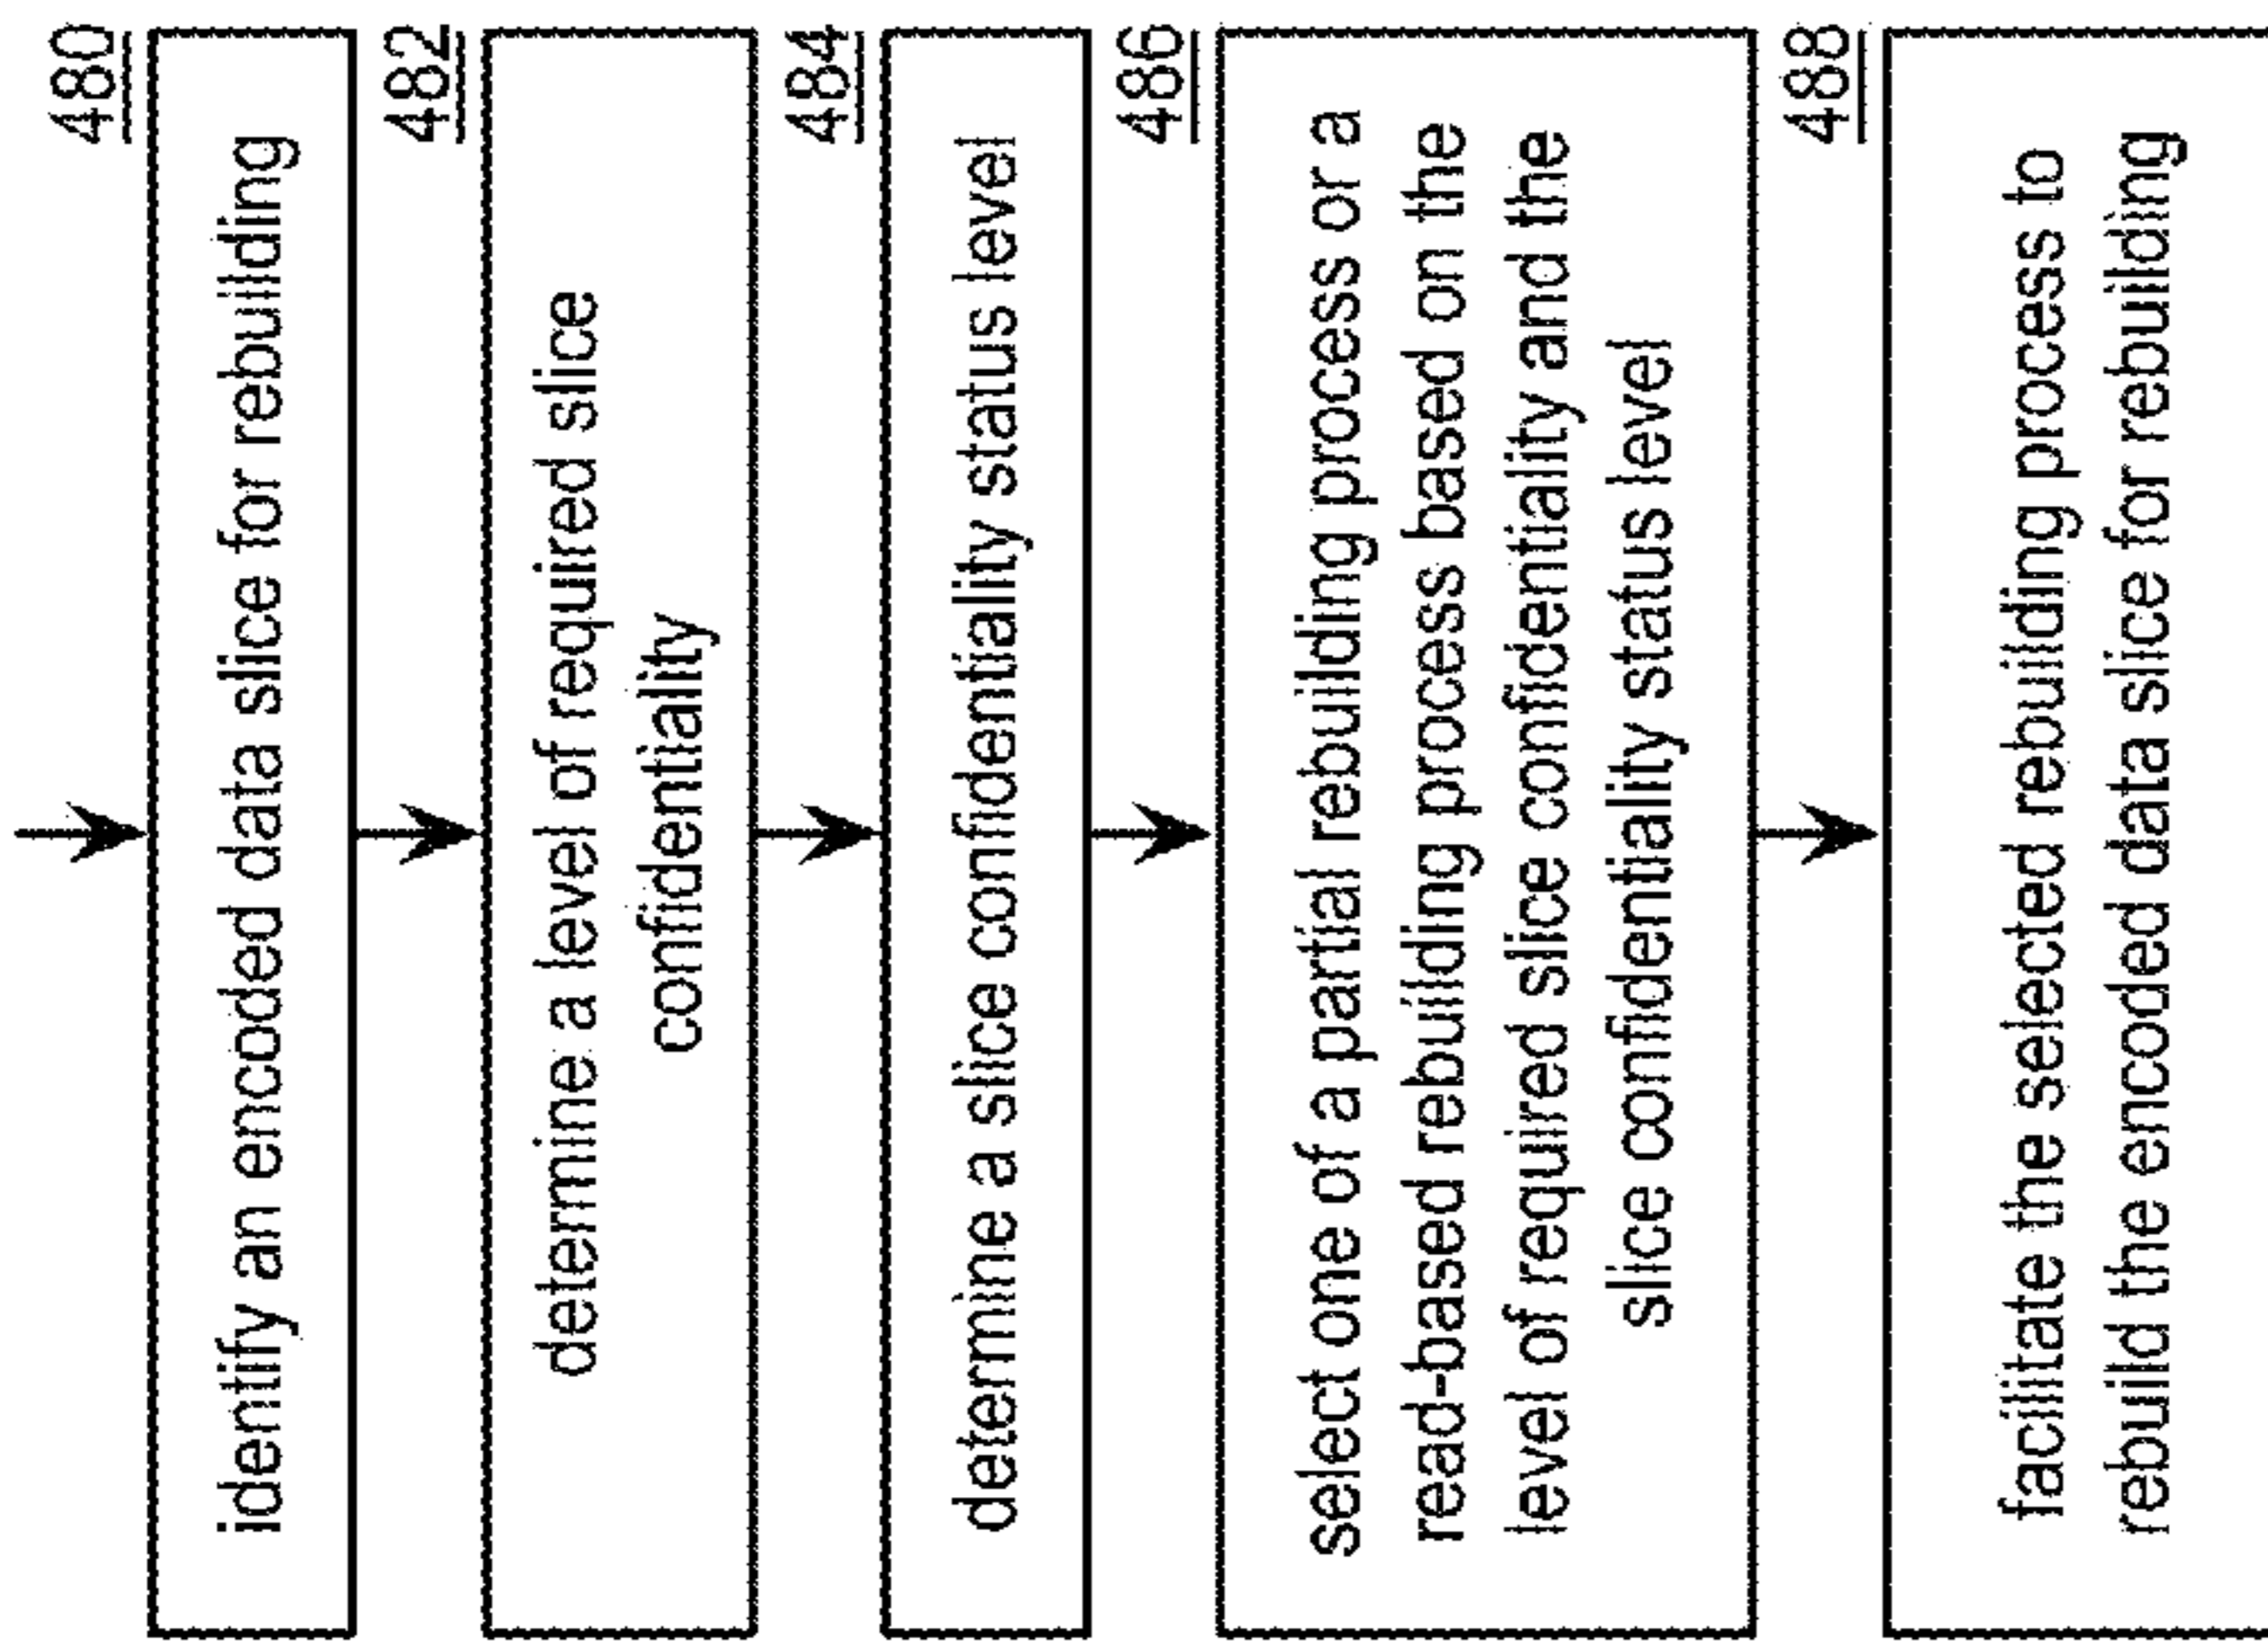 480
identify an encoded data slice for rebuilding
482
determine a level of required slice
confidentiality
484
determine a slice confidentiality status level
486
select one of a partial rebuilding process or a
read-based rebuilding process based on the
level of required slice confidentiality and the
slice confidentiality status level
488
facilitate the selected rebuilding process to
rebuild the encoded data slice for rebuilding